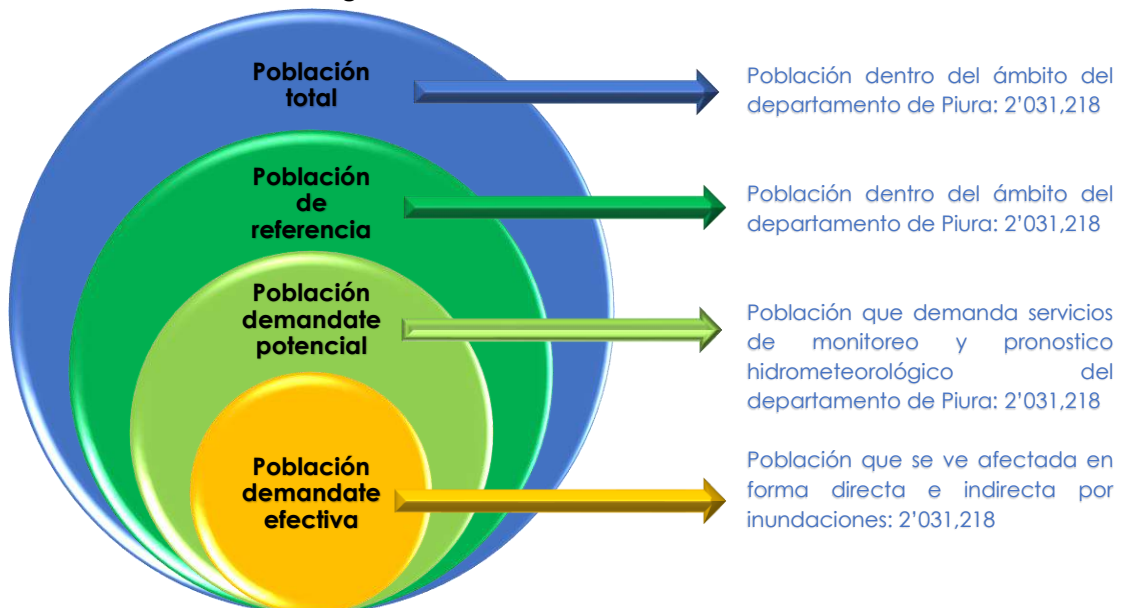 Población
total
Población dentro del ámbito del
departamento de Piura: 2’031,218
Población
de
referencia
Población dentro del ámbito del
departamento de Piura: 2’031,218
Población
demandate
potencial
Población que demanda servicios
de monitoreo y pronostico
hidrometeorológico del
departamento de Piura: 2’031,218
Población
demandate
efectiva
Población que se ve afectada en
forma directa e indirecta por
inundaciones: 2’031,218